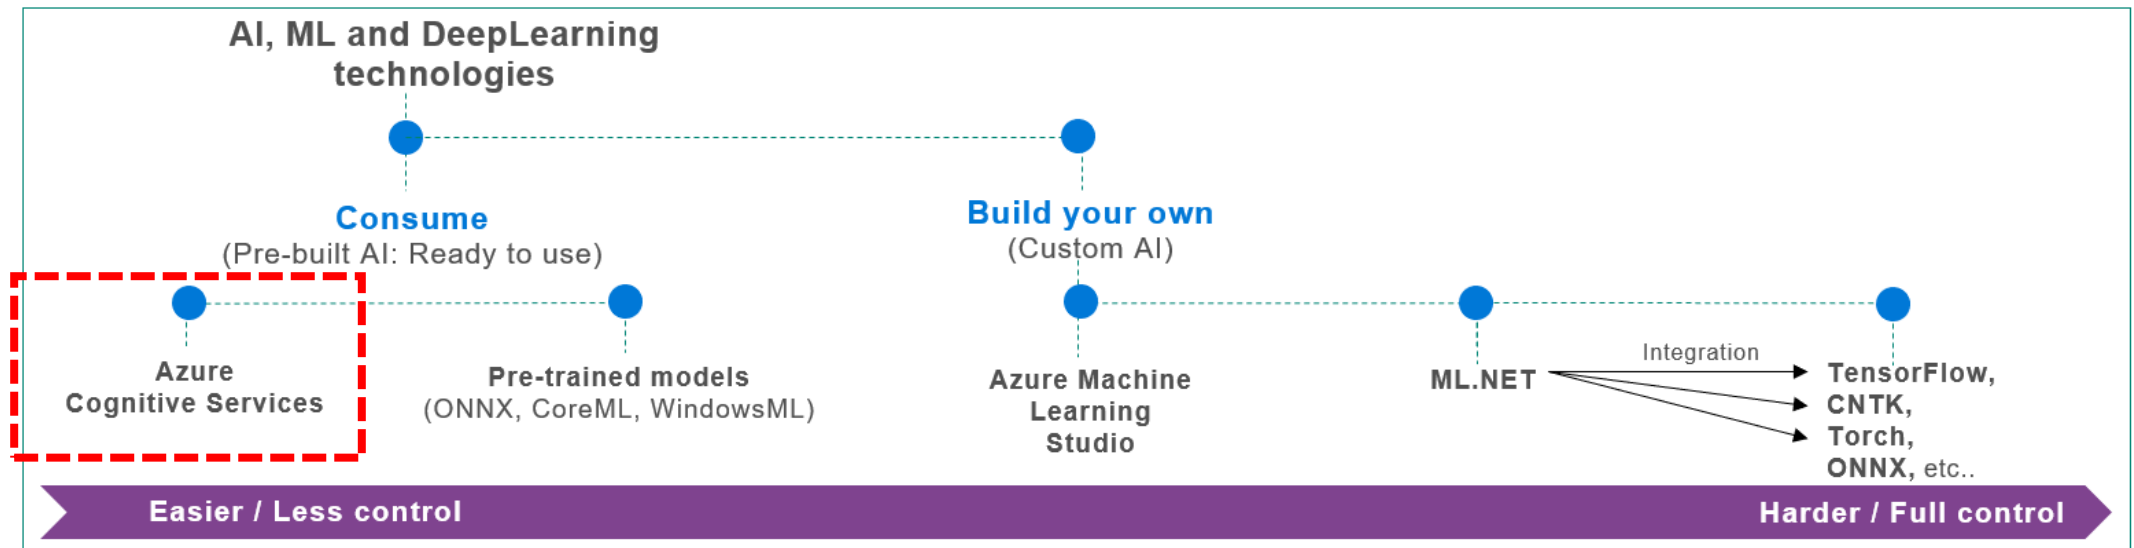 AI, ML and DeepLearning
technologies
Consume
(Pre-built AI: Ready to use)
Build your own
(Custom AI)
Azure
Cognitive Services
Pre-trained models
(ONNX, CoreML, WindowsML)
Azure Machine
Learning
Studio
ML.NET
Integration
TensorFlow,
CNTK,
Torch,
ONNX, etc..
Easier / Less control
Harder / Full control